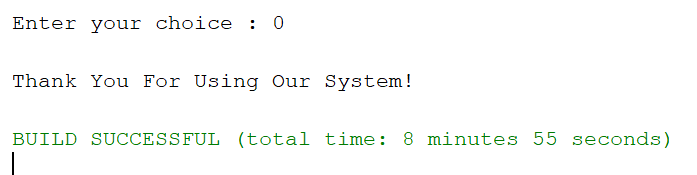 Enter your choice : 0
Thank You For Using Our System!
BUILD SUCCESSFUL (total time: 8 minutes 55 seconds)